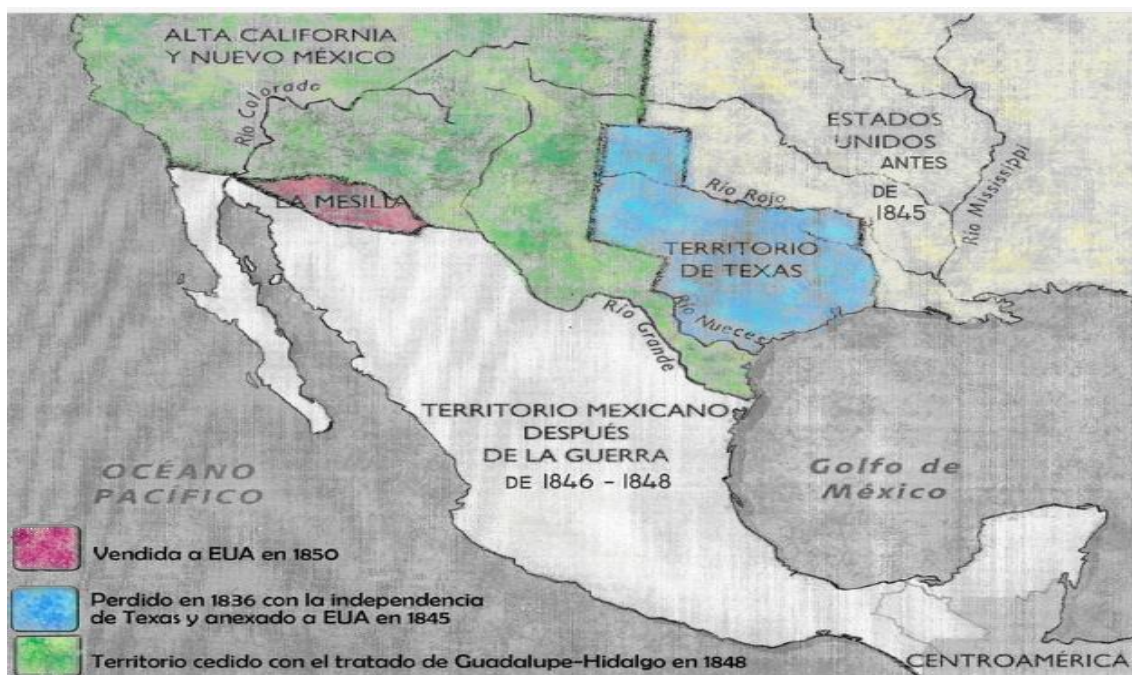 ALTA CALIFORNIA
Y NUEVO MÉXICO
Río Colorado
LA MESILLA
ESTADOS
UNIDOS
ANTES
DE
1845
Río Mississippi
Río Rojo
TERRITORIO
DE TEXAS
Río Nueces
Río Grande
TERRITORIO MEXICANO
DESPUÉS
DE LA GUERRA
DE 1846 - 1848
OCÉANO
PACÍFICO
Golfo de
México
Vendida a EUA en 1850
Perdido en 1836 con la independencia
de Texas y anexado a EUA en 1845
Territorio cedido con el tratado de Guadalupe-Hidalgo en 1848
CENTROAMÉRICA